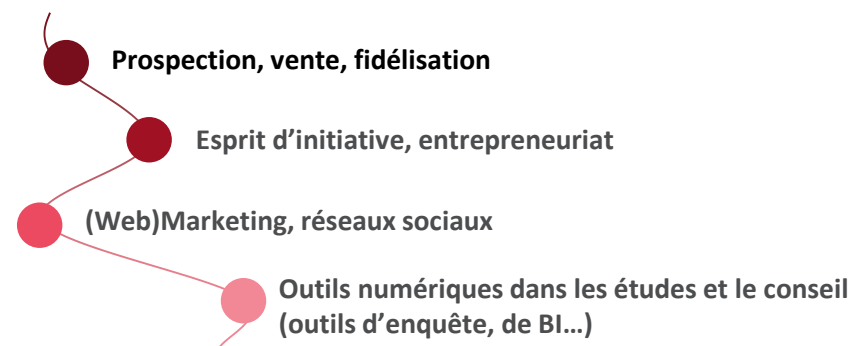 Prospection, vente, fidélisation
Esprit d’initiative, entrepreneuriat
(Web)Marketing, réseaux sociaux
Outils numériques dans les études et le conseil
(outils d’enquête, de BI…)